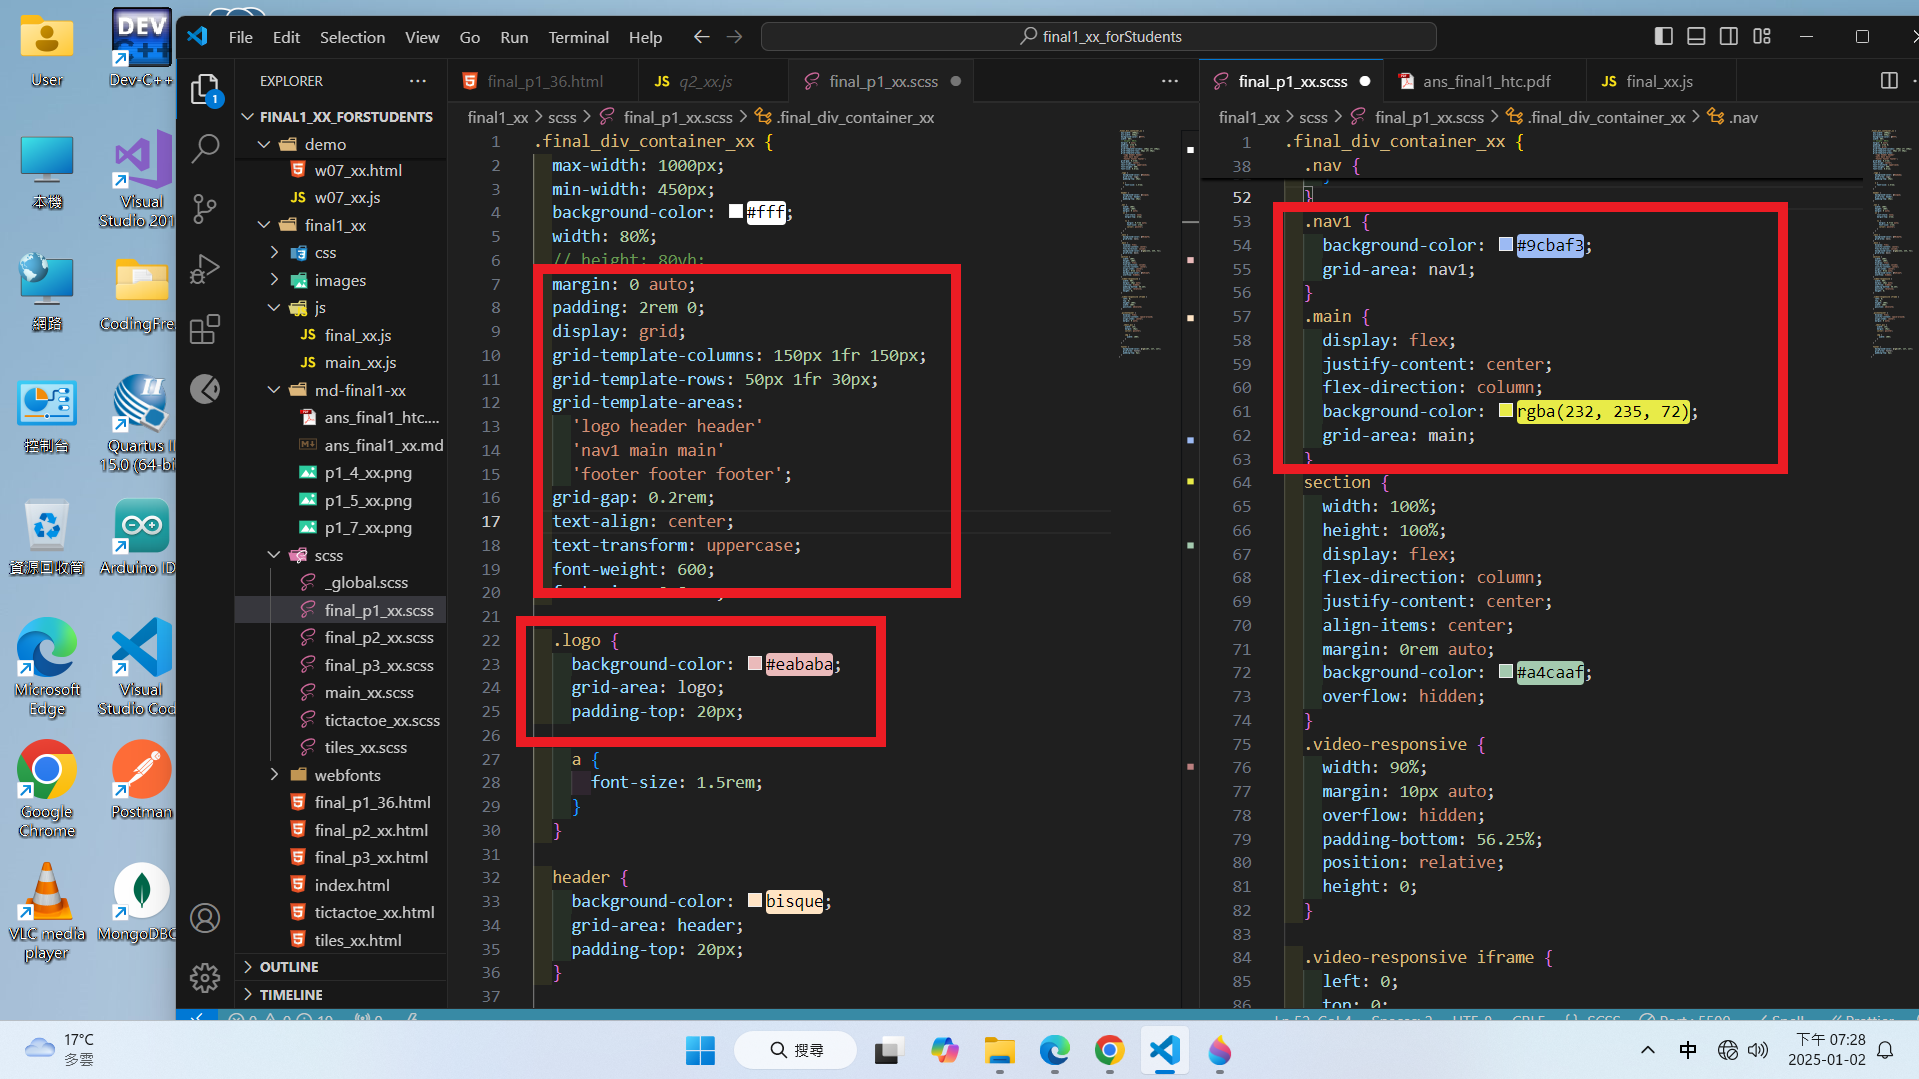 User
Dev-C++
本機
Visual Studio 201
網路
CodingFre
控制台
Quartus II 15.0 (64-bi
資源回收筒
Arduino ID
Microsoft Edge
Visual Studio Cod
Google Chrome
Postman
VLC media player
MongoDBC
File Edit Selection View Go Run Terminal Help
final1_xx_forStudents
EXPLORER
FINAL1_XX_FORSTUDENTS
demo
w07_xx.html
w07_xx.js
final1_xx
css
images
js
final_xx.js
main_xx.js
md-final1-xx
ans_final1_htc....
ans_final1_xx.md
p1_4_xx.png
p1_5_xx.png
p1_7_xx.png
scss
_global.scss
final_p1_xx.scss
final_p2_xx.scss
final_p3_xx.scss
main_xx.scss
tictactoe_xx.scss
tiles_xx.scss
webfonts
final_p1_36.html
final_p2_xx.html
final_p3_xx.html
index.html
tictactoe_xx.html
tiles_xx.html
OUTLINE
TIMELINE
final_p1_36.html
q2_xx.js
final_p1_xx.scss
final1_xx > scss > final_p1_xx.scss > .final_div_container_xx
1 .final_div_container_xx {
2 max-width: 1000px;
3 min-width: 450px;
4 background-color: #fff;
5 width: 80%;
6 // height: 80vh;
7 margin: 0 auto;
8 padding: 2rem 0;
9 display: grid;
10 grid-template-columns: 150px 1fr 150px;
11 grid-template-rows: 50px 1fr 30px;
12 grid-template-areas:
13 'logo header header'
14 'nav1 main main'
15 'footer footer footer';
16 grid-gap: 0.2rem;
17 text-align: center;
18 text-transform: uppercase;
19 font-weight: 600;
20
21
22 .logo {
23 background-color: #eababa;
24 grid-area: logo;
25 padding-top: 20px;
26
27 a {
28 font-size: 1.5rem;
29 }
30 }
31
32 header {
33 background-color: bisque;
34 grid-area: header;
35 padding-top: 20px;
36 }
37
final_p1_xx.scss
ans_final1_htc.pdf
final_xx.js
final1_xx > scss > final_p1_xx.scss > .final_div_container_xx > .nav
1 .final_div_container_xx {
38 .nav {
52 }
53 .nav1 {
54 background-color: #9cbaf3;
55 grid-area: nav1;
56 }
57 .main {
58 display: flex;
59 justify-content: center;
60 flex-direction: column;
61 background-color: rgba(232, 235, 72);
62 grid-area: main;
63 }
64 section {
65 width: 100%;
66 height: 100%;
67 display: flex;
68 flex-direction: column;
69 justify-content: center;
70 align-items: center;
71 margin: 0rem auto;
72 background-color: #a4caaf;
73 overflow: hidden;
74 }
75 .video-responsive {
76 width: 90%;
77 margin: 10px auto;
78 overflow: hidden;
79 padding-bottom: 56.25%;
80 position: relative;
81 height: 0;
82 }
83
84 .video-responsive iframe {
85 left: 0;
86 top: 0;
17°C
多雲
搜尋
中
下午 07:28
2025-01-02